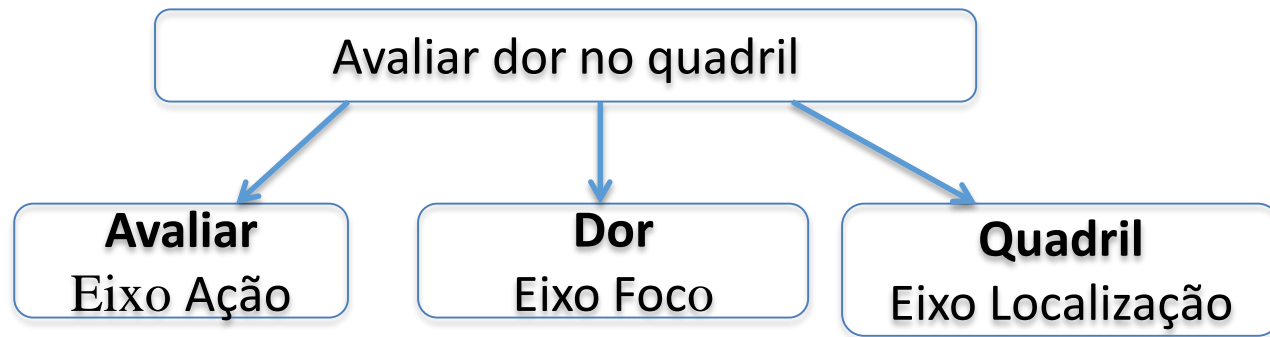 Avaliar dor no quadril
Avaliar
Eixo Ação
Dor
Eixo Foco
Quadril
Eixo Localização